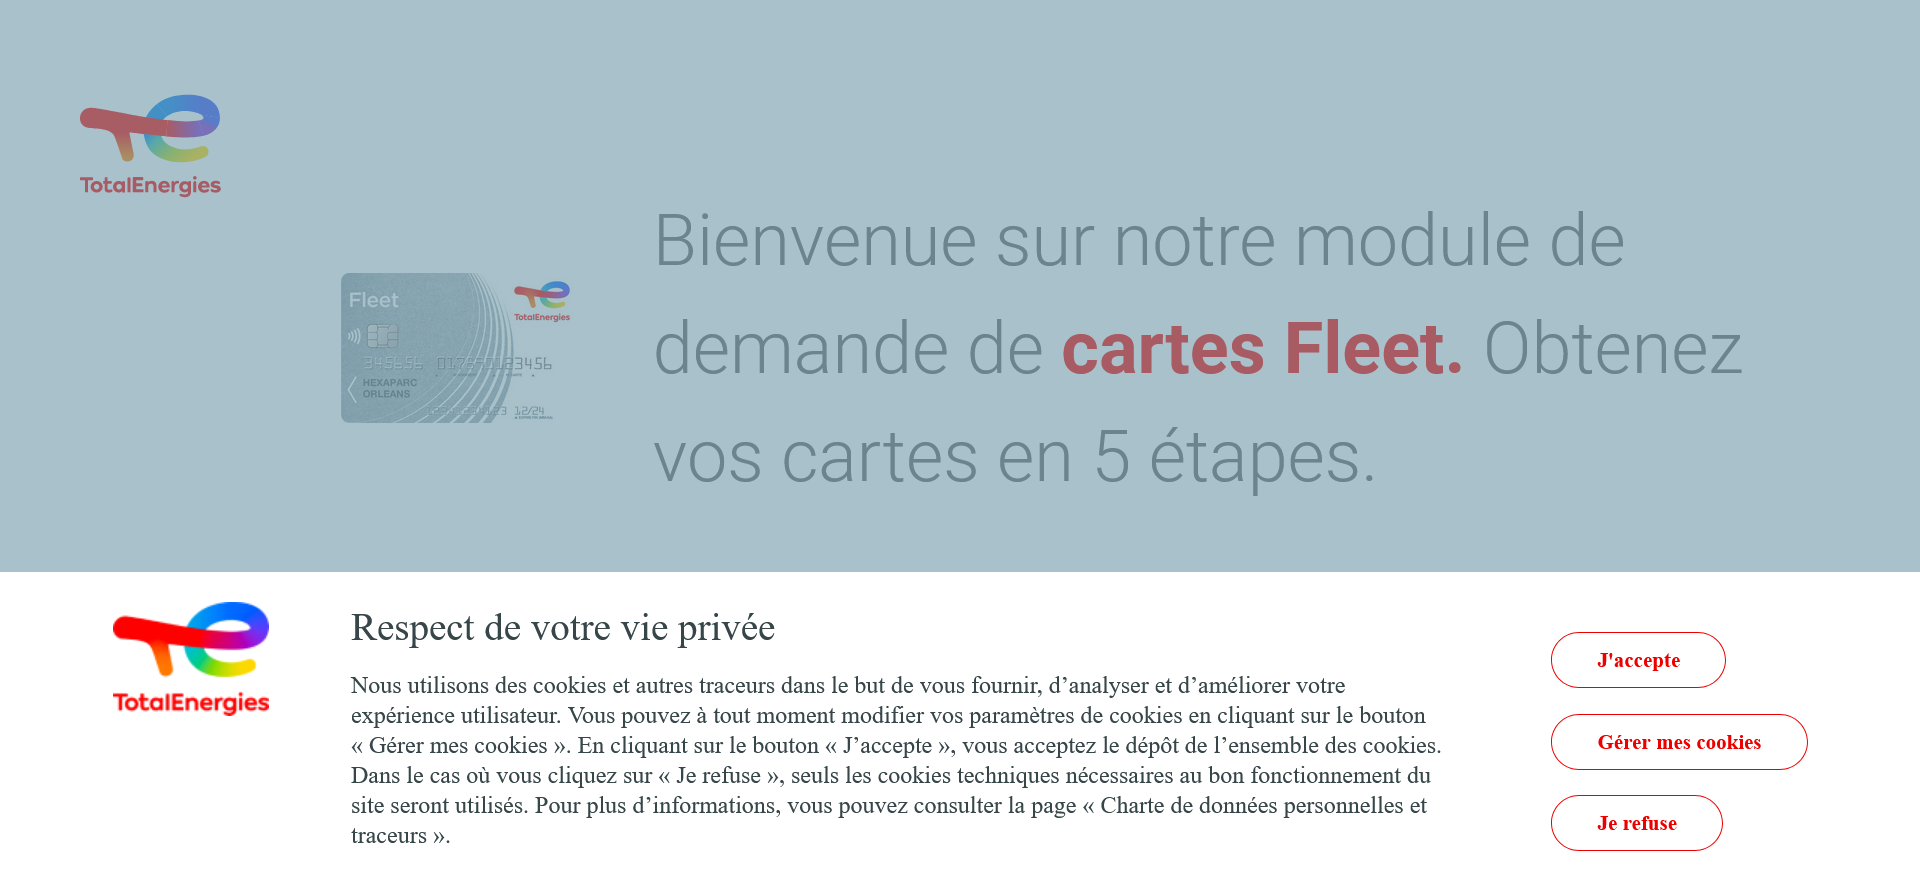 TotalEnergies
Bienvenue sur notre module de
demande de cartes Fleet. Obtenez
vos cartes en 5 étapes.
Fleet
TotalEnergies
HEXAPARC
ORLEANS
12/24
TotalEnergies
Respect de votre vie privée
Nous utilisons des cookies et autres traceurs dans le but de vous fournir, d’analyser et d’améliorer votre
expérience utilisateur. Vous pouvez à tout moment modifier vos paramètres de cookies en cliquant sur le bouton
« Gérer mes cookies ». En cliquant sur le bouton « J’accepte », vous acceptez le dépôt de l’ensemble des cookies.
Dans le cas où vous cliquez sur « Je refuse », seuls les cookies techniques nécessaires au bon fonctionnement du
site seront utilisés. Pour plus d’informations, vous pouvez consulter la page « Charte de données personnelles et
traceurs ».
J'accepte
Gérer mes cookies
Je refuse